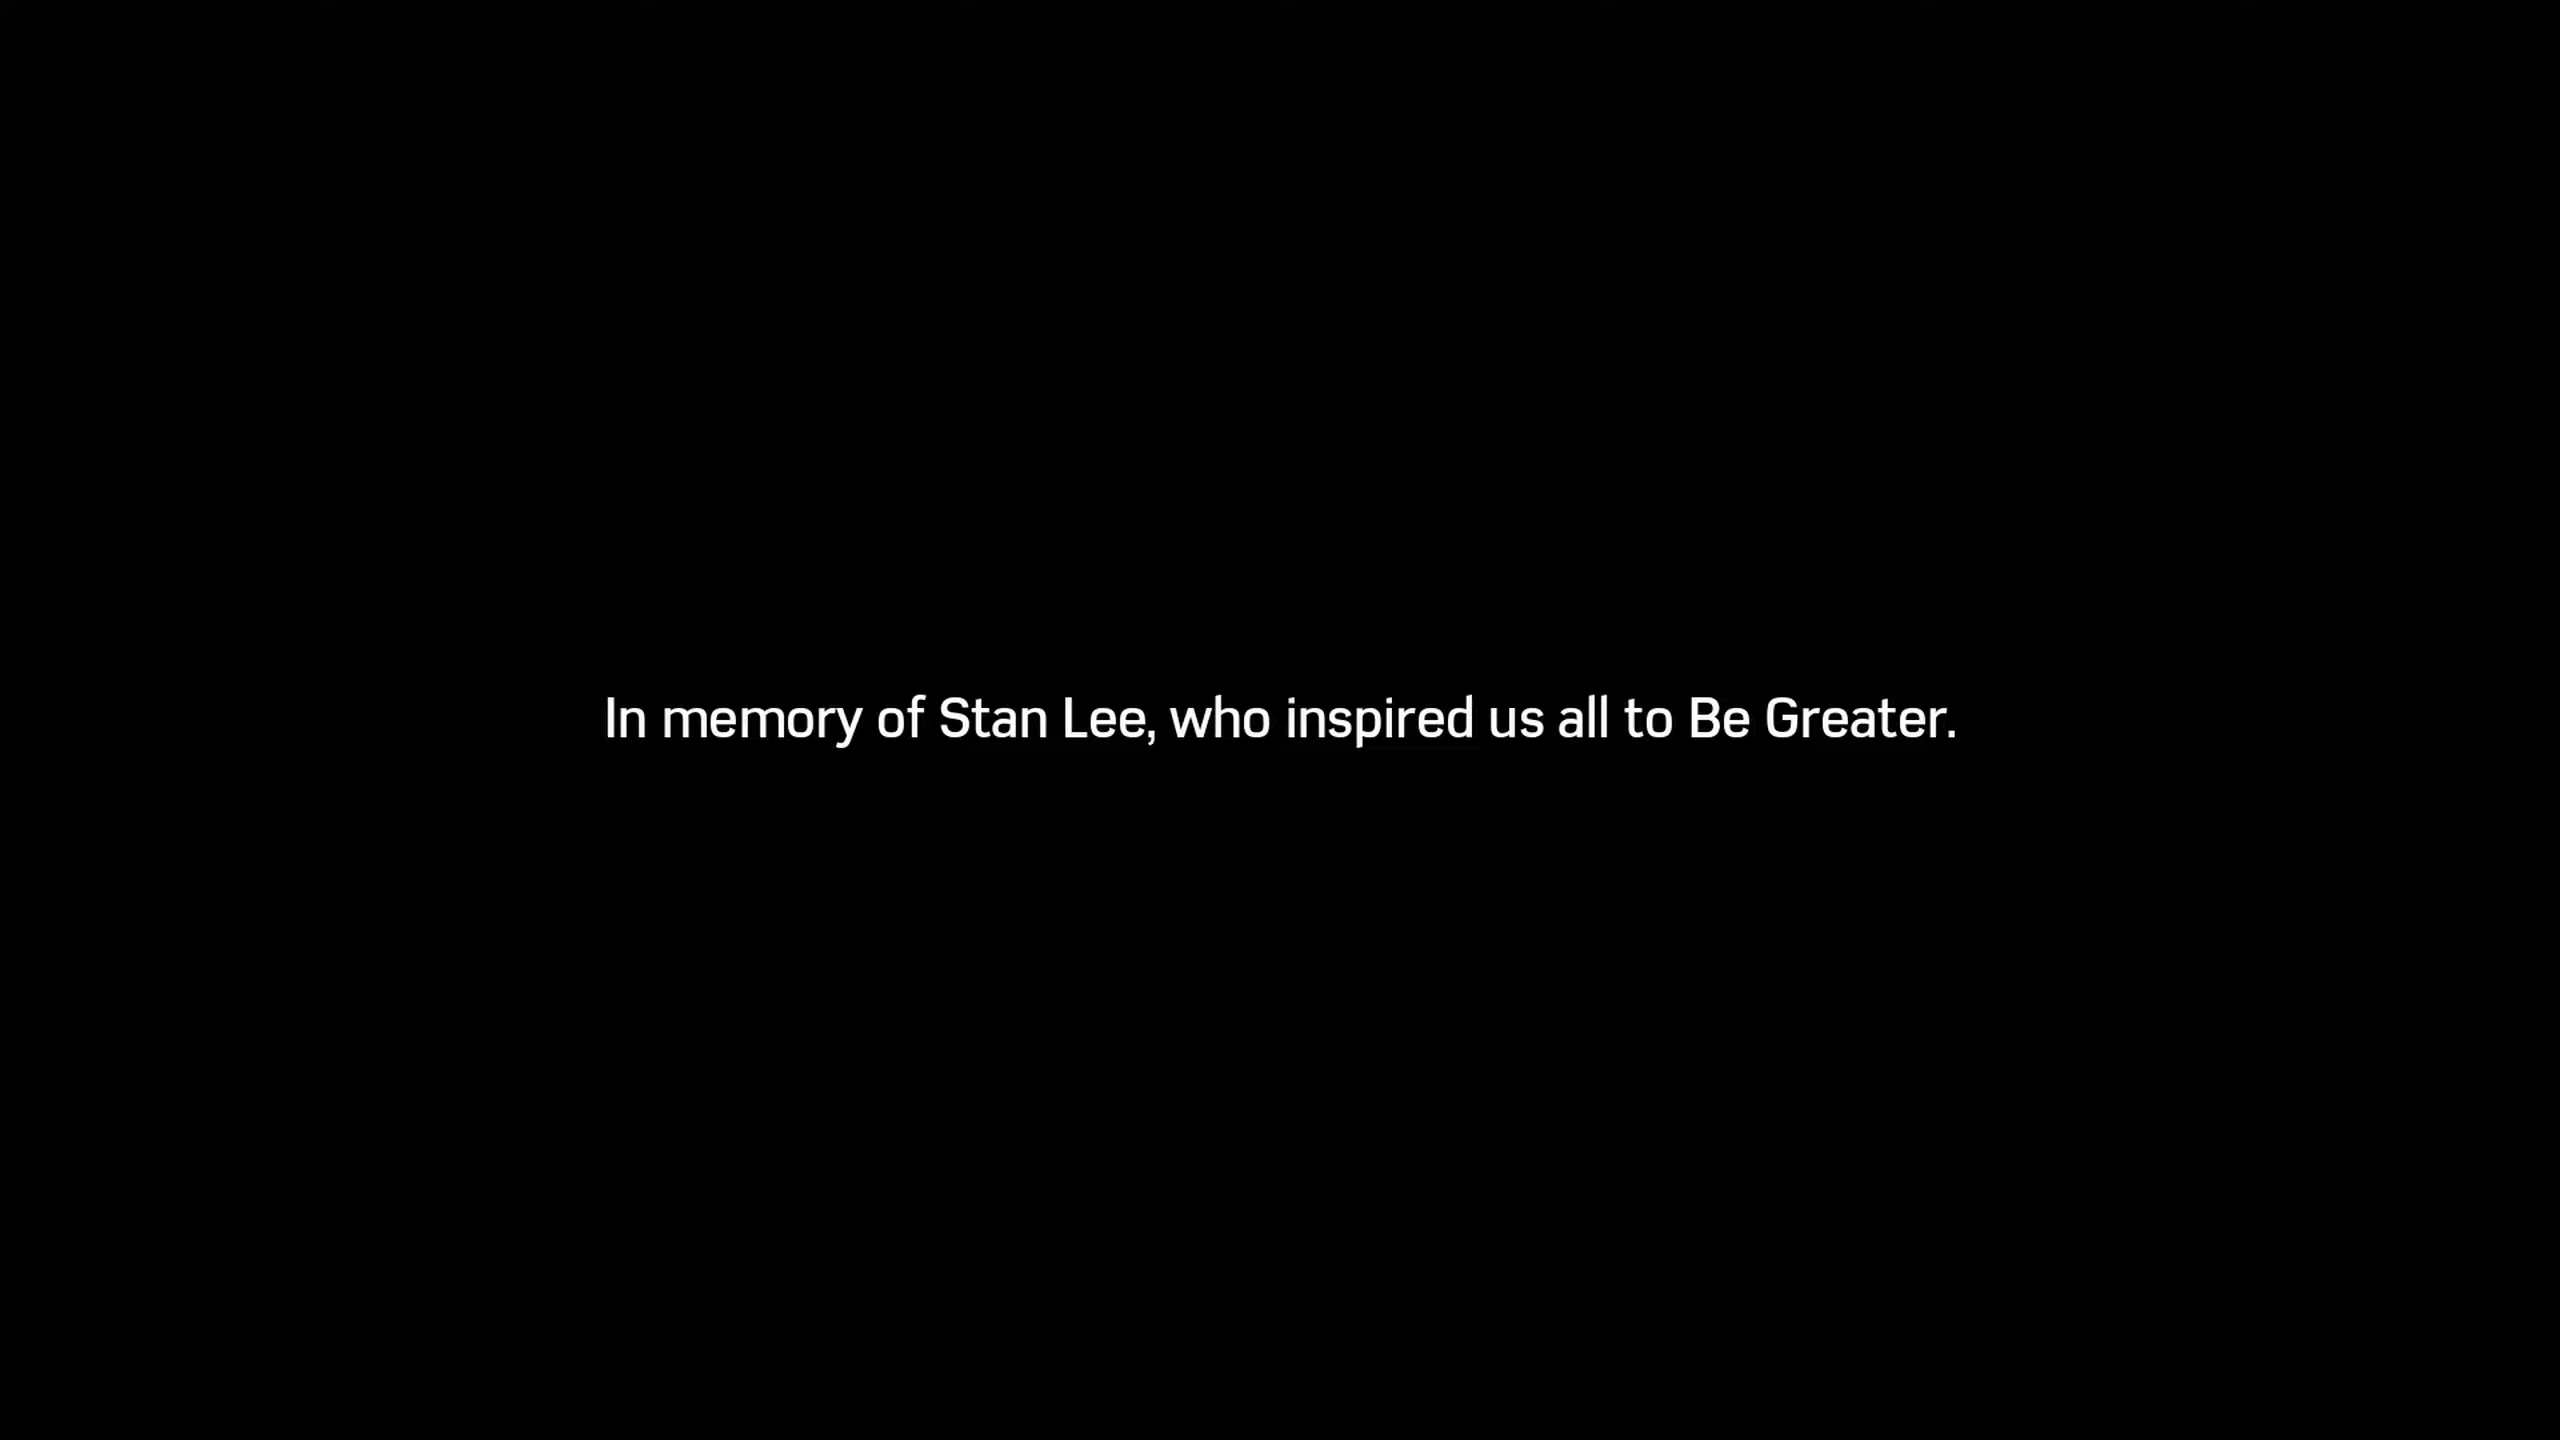 In memory of Stan Lee, who inspired us all to Be Greater.